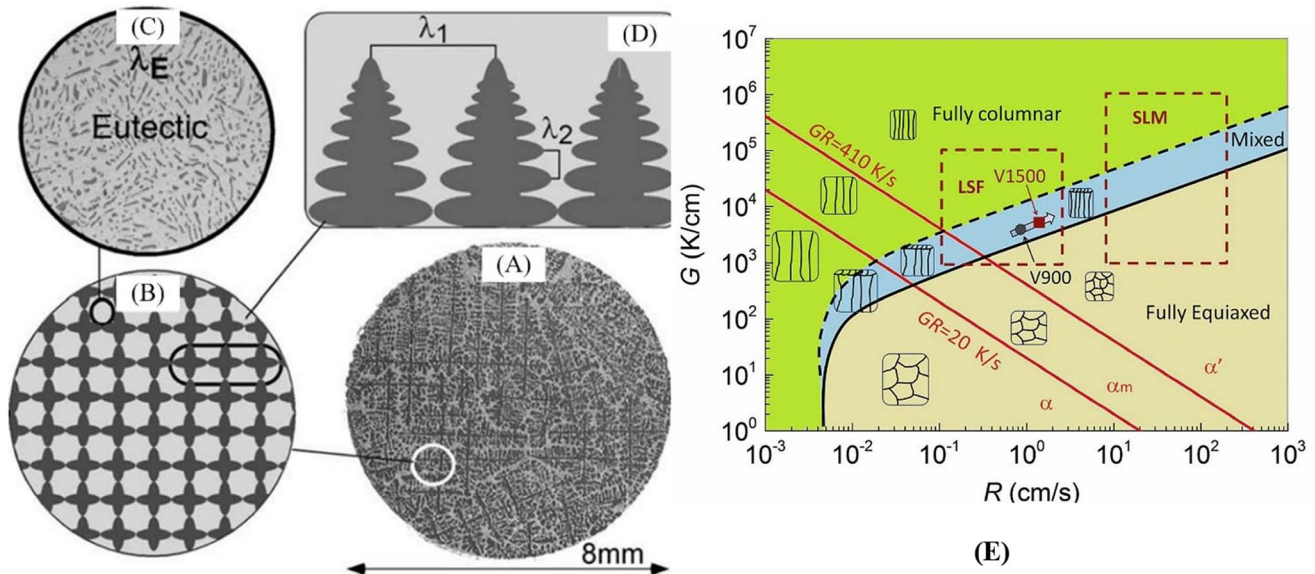 (C)
λE
Eutectic
(D)
λ1
λ2
(B)
(A)
8mm
G (K/cm)
10^7
10^6
10^5
10^4
10^3
10^2
10^1
10^0
Fully columnar
SLM
Mixed
GR=410 K/s
LSF
V1500
V900
Fully Equiaxed
GR=20 K/s
α
αm
α'
10^-3
10^-2
10^-1
10^0
10^1
10^2
10^3
R (cm/s)
(E)